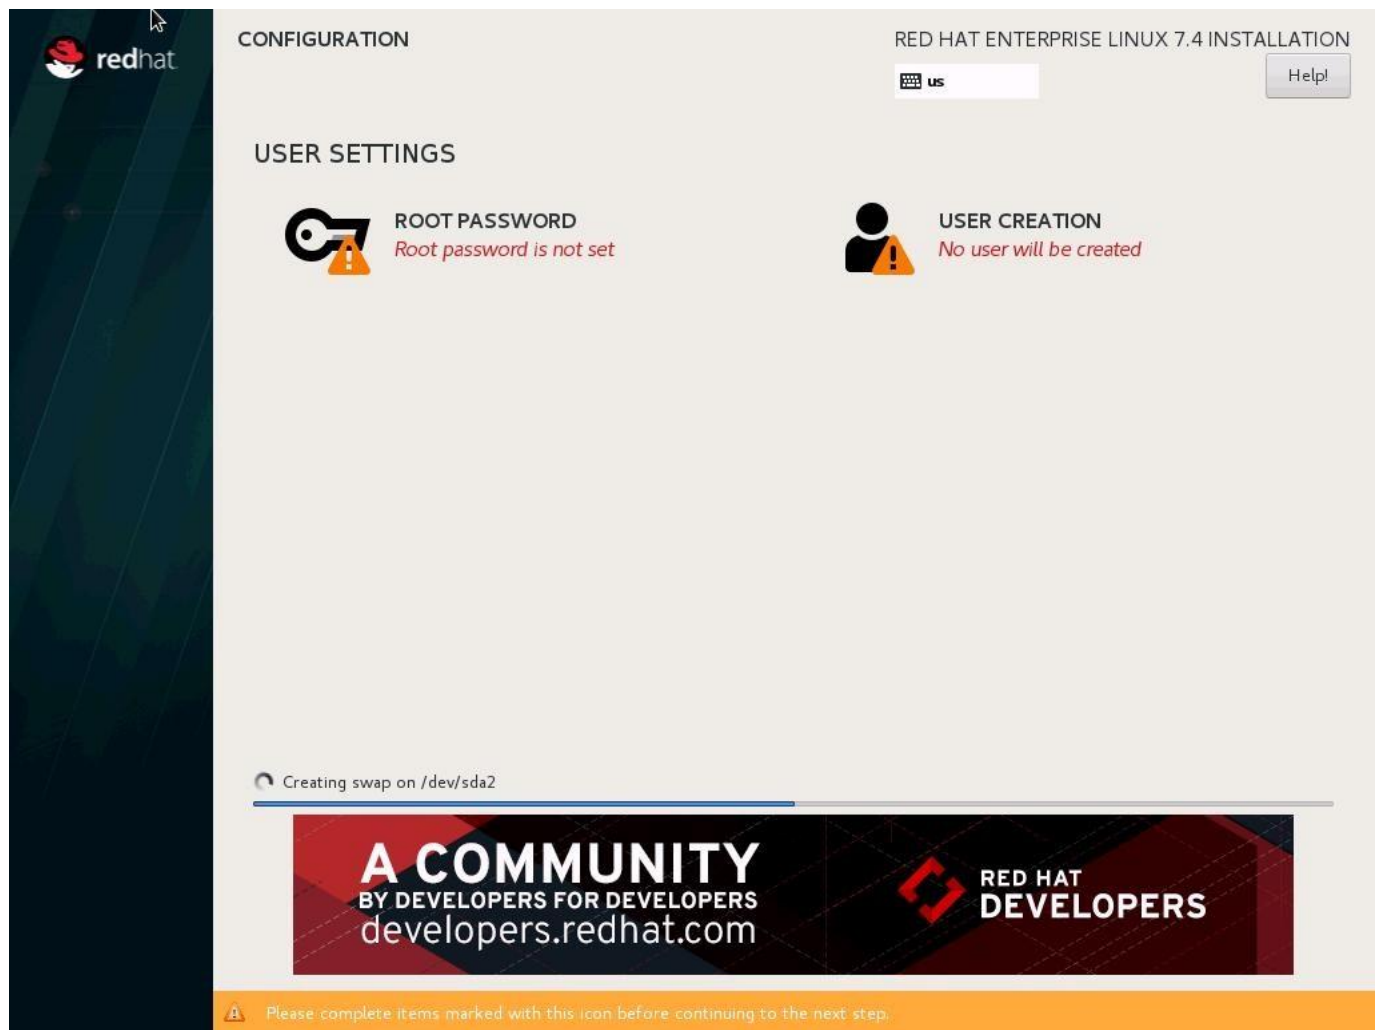 redhat.
CONFIGURATION
RED HAT ENTERPRISE LINUX 7.4 INSTALLATION
us
Help!
USER SETTINGS
ROOT PASSWORD
Root password is not set
USER CREATION
No user will be created
Creating swap on /dev/sda2
A COMMUNITY
BY DEVELOPERS FOR DEVELOPERS
developers.redhat.com
RED HAT
DEVELOPERS
Please complete items marked with this icon before continuing to the next step.